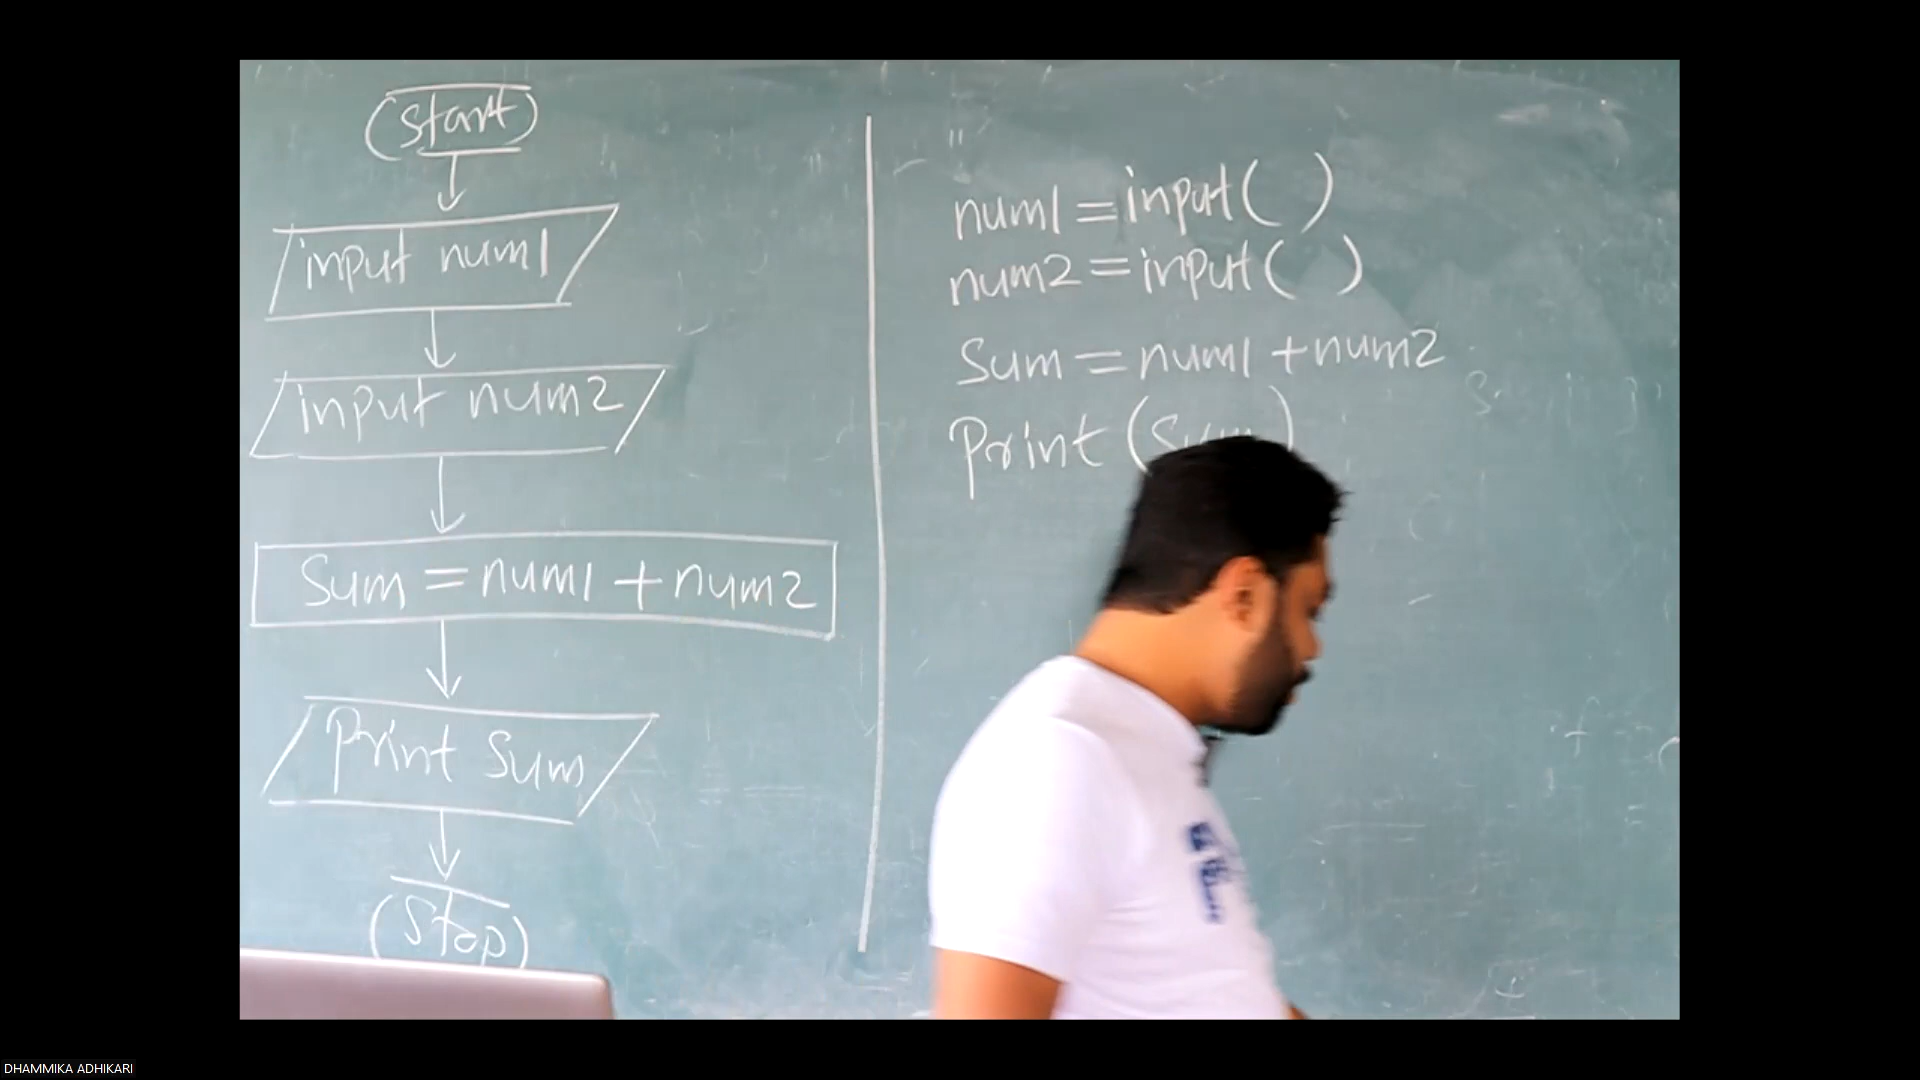 (start)
input num1
input num2
Sum = num1 + num2
Print Sum
(Stop)
num1 = input( )
num2 = input( )
Sum = num1 + num2
Print (Sum)
DHAMMIKA ADHIKARI